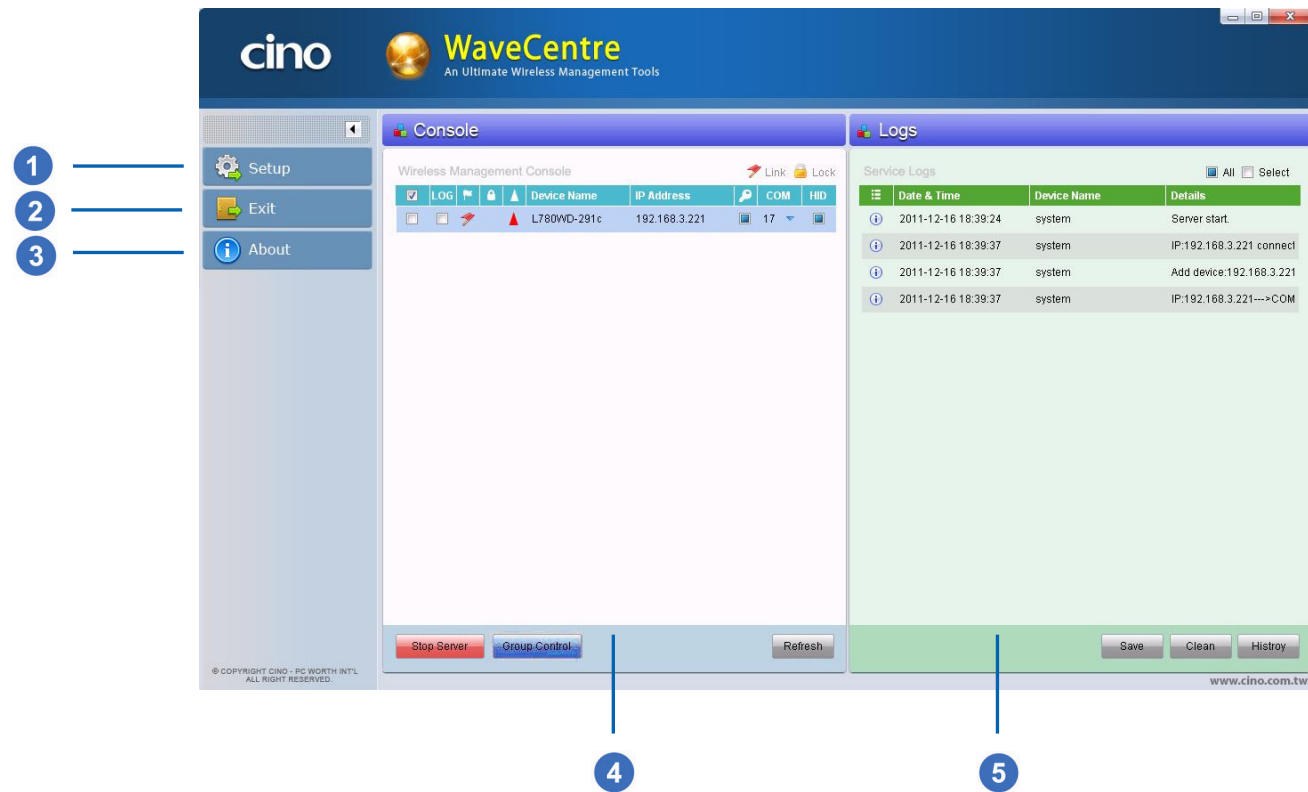 cino
WaveCentre
An Ultimate Wireless Management Tools
1
Setup
2
Exit
3
About
Console
Wireless Management Console
Link Lock
LOG Device Name IP Address COM HID
L780WD-291c 192.168.3.221 17
Stop Server Group Control Refresh
Logs
Service Logs All Select
Date & Time Device Name Details
2011-12-16 18:39:24 system Server start.
2011-12-16 18:39:37 system IP:192.168.3.221 connect
2011-12-16 18:39:37 system Add device:192.168.3.221
2011-12-16 18:39:37 system IP:192.168.3.221--->COM
Save Clean Histroy
© COPYRIGHT CINO - PC WORTH INT'L
ALL RIGHT RESERVED.
www.cino.com.tw
4
5